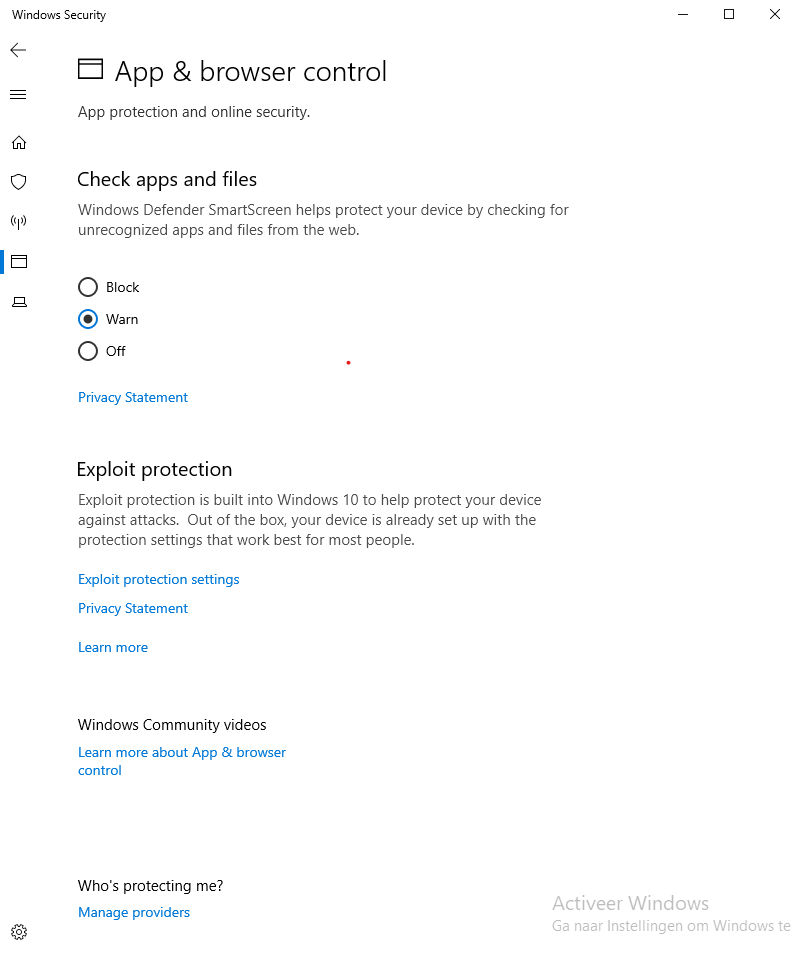 Windows Security
App & browser control
App protection and online security.
Check apps and files
Windows Defender SmartScreen helps protect your device by checking for
unrecognized apps and files from the web.
Block
Warn
Off
Privacy Statement
Exploit protection
Exploit protection is built into Windows 10 to help protect your device
against attacks.  Out of the box, your device is already set up with the
protection settings that work best for most people.
Exploit protection settings
Privacy Statement
Learn more
Windows Community videos
Learn more about App & browser
control
Who's protecting me?
Manage providers
Activeer Windows
Ga naar Instellingen om Windows te